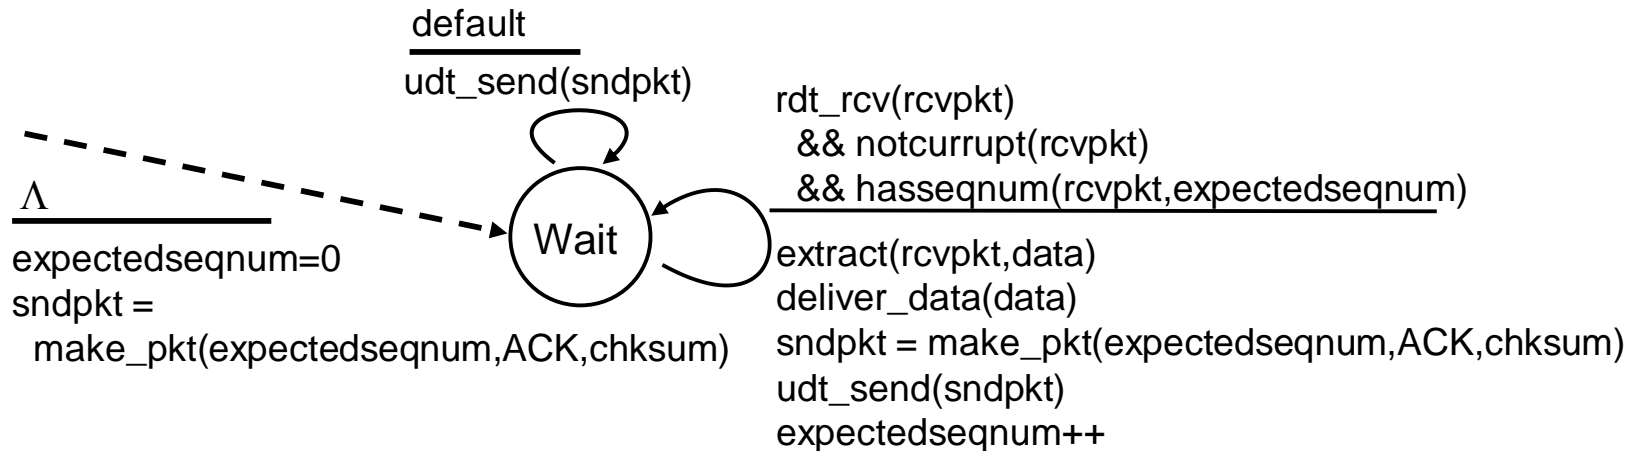 default
udt_send(sndpkt)
Λ
expectedseqnum=0
sndpkt =
make_pkt(expectedseqnum,ACK,chksum)
Wait
rdt_rcv(rcvpkt)
&& notcurrupt(rcvpkt)
&& hasseqnum(rcvpkt,expectedseqnum)
extract(rcvpkt,data)
deliver_data(data)
sndpkt = make_pkt(expectedseqnum,ACK,chksum)
udt_send(sndpkt)
expectedseqnum++